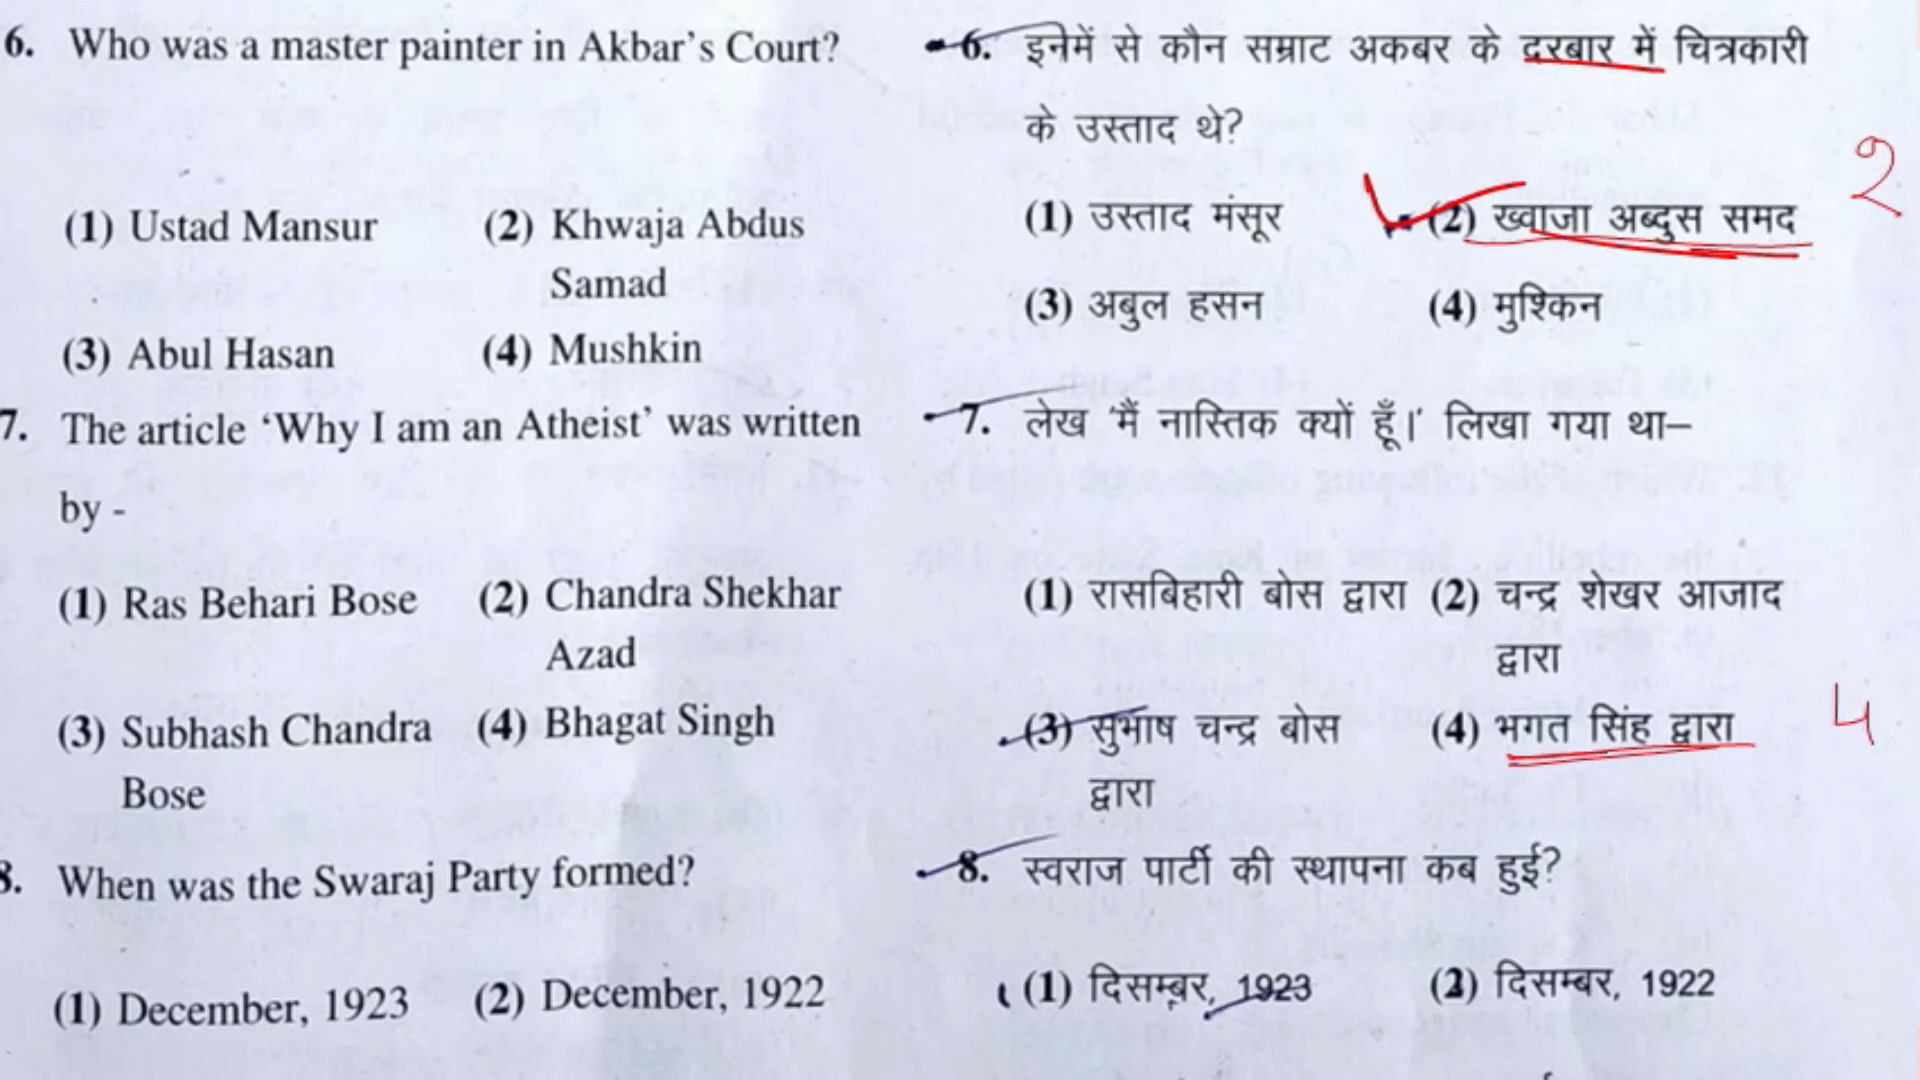 6. Who was a master painter in Akbar's Court?
(1) Ustad Mansur (2) Khwaja Abdus
Samad
(3) Abul Hasan (4) Mushkin
7. The article ‘Why I am an Atheist’ was written
by -
(1) Ras Behari Bose (2) Chandra Shekhar
Azad
(3) Subhash Chandra (4) Bhagat Singh
Bose
8. When was the Swaraj Party formed?
(1) December, 1923 (2) December, 1922
6. इनमें से कौन सम्राट अकबर के दरबार में चित्रकारी
के उस्ताद थे?
2
(1) उस्ताद मंसूर (2) ख्वाजा अब्दुस समद
(3) अबुल हसन (4) मुश्किन
7. लेख ‘मैं नास्तिक क्यों हूँ।’ लिखा गया था–
(1) रासबिहारी बोस द्वारा (2) चन्द्र शेखर आजाद
द्वारा
(3) सुभाष चन्द्र बोस (4) भगत सिंह द्वारा 4
द्वारा
8. स्वराज पार्टी की स्थापना कब हुई?
(1) दिसम्बर, 1923 (2) दिसम्बर, 1922